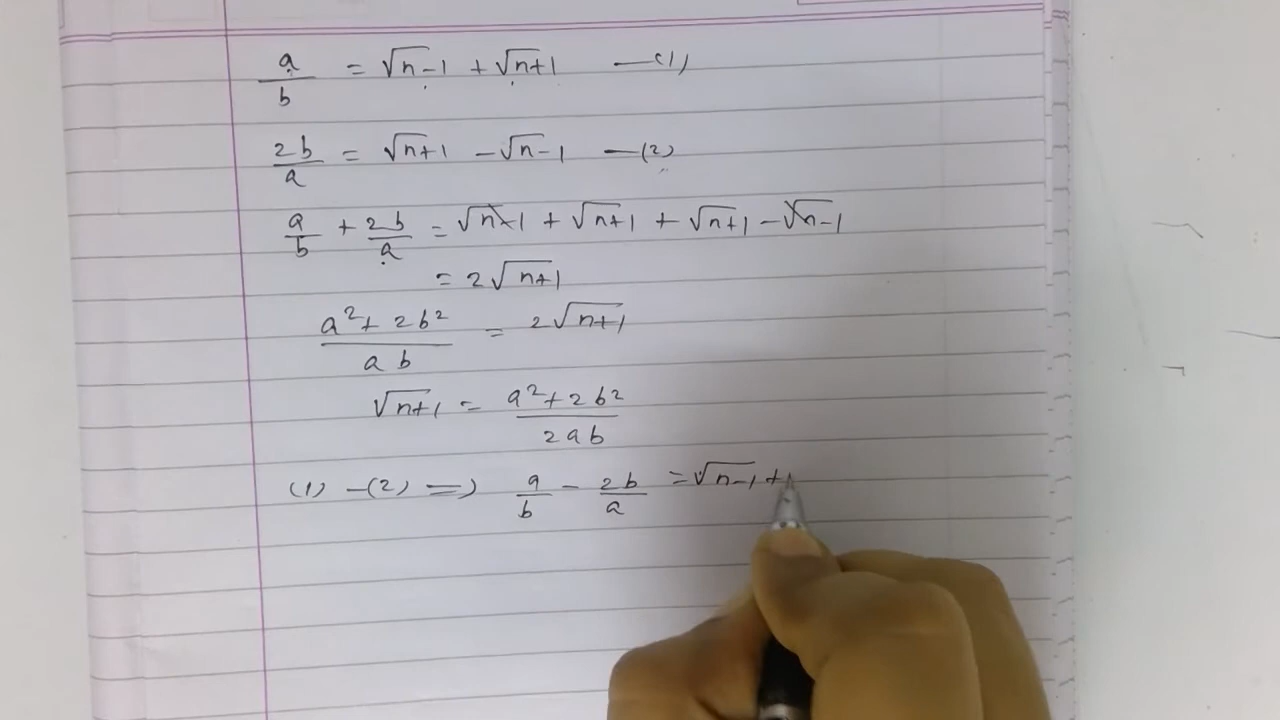 a/b = √n-1 + √n+1 —(1)
2b/a = √n+1 - √n-1 —(2)
a/b + 2b/a = √n-1 + √n+1 + √n+1 - √n-1
= 2√n+1
a²+2b²/ab = 2√n+1
√n+1 = a²+2b²/2ab
(1) -(2) => a/b - 2b/a = √n-1 +